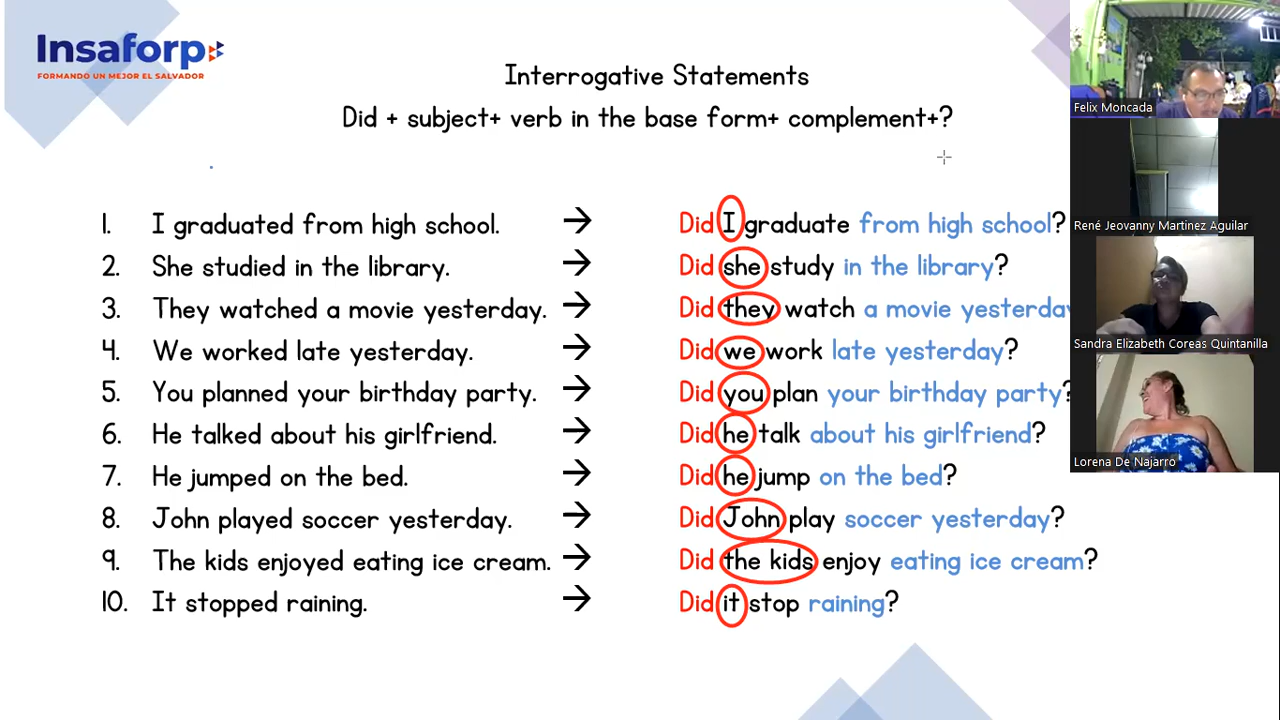 Insaforp
FORMANDO UN MEJOR EL SALVADOR
Interrogative Statements
Did + subject+ verb in the base form+ complement+?
1. I graduated from high school. → Did I graduate from high school?
2. She studied in the library. → Did she study in the library?
3. They watched a movie yesterday. → Did they watch a movie yesterday
4. We worked late yesterday. → Did we work late yesterday?
5. You planned your birthday party. → Did you plan your birthday party?
6. He talked about his girlfriend. → Did he talk about his girlfriend?
7. He jumped on the bed. → Did he jump on the bed?
8. John played soccer yesterday. → Did John play soccer yesterday?
9. The kids enjoyed eating ice cream. → Did the kids enjoy eating ice cream?
10. It stopped raining. → Did it stop raining?
Felix Moncada
René Jeovanny Martinez Aguilar
Sandra Elizabeth Coreas Quintanilla
Lorena De Najarro